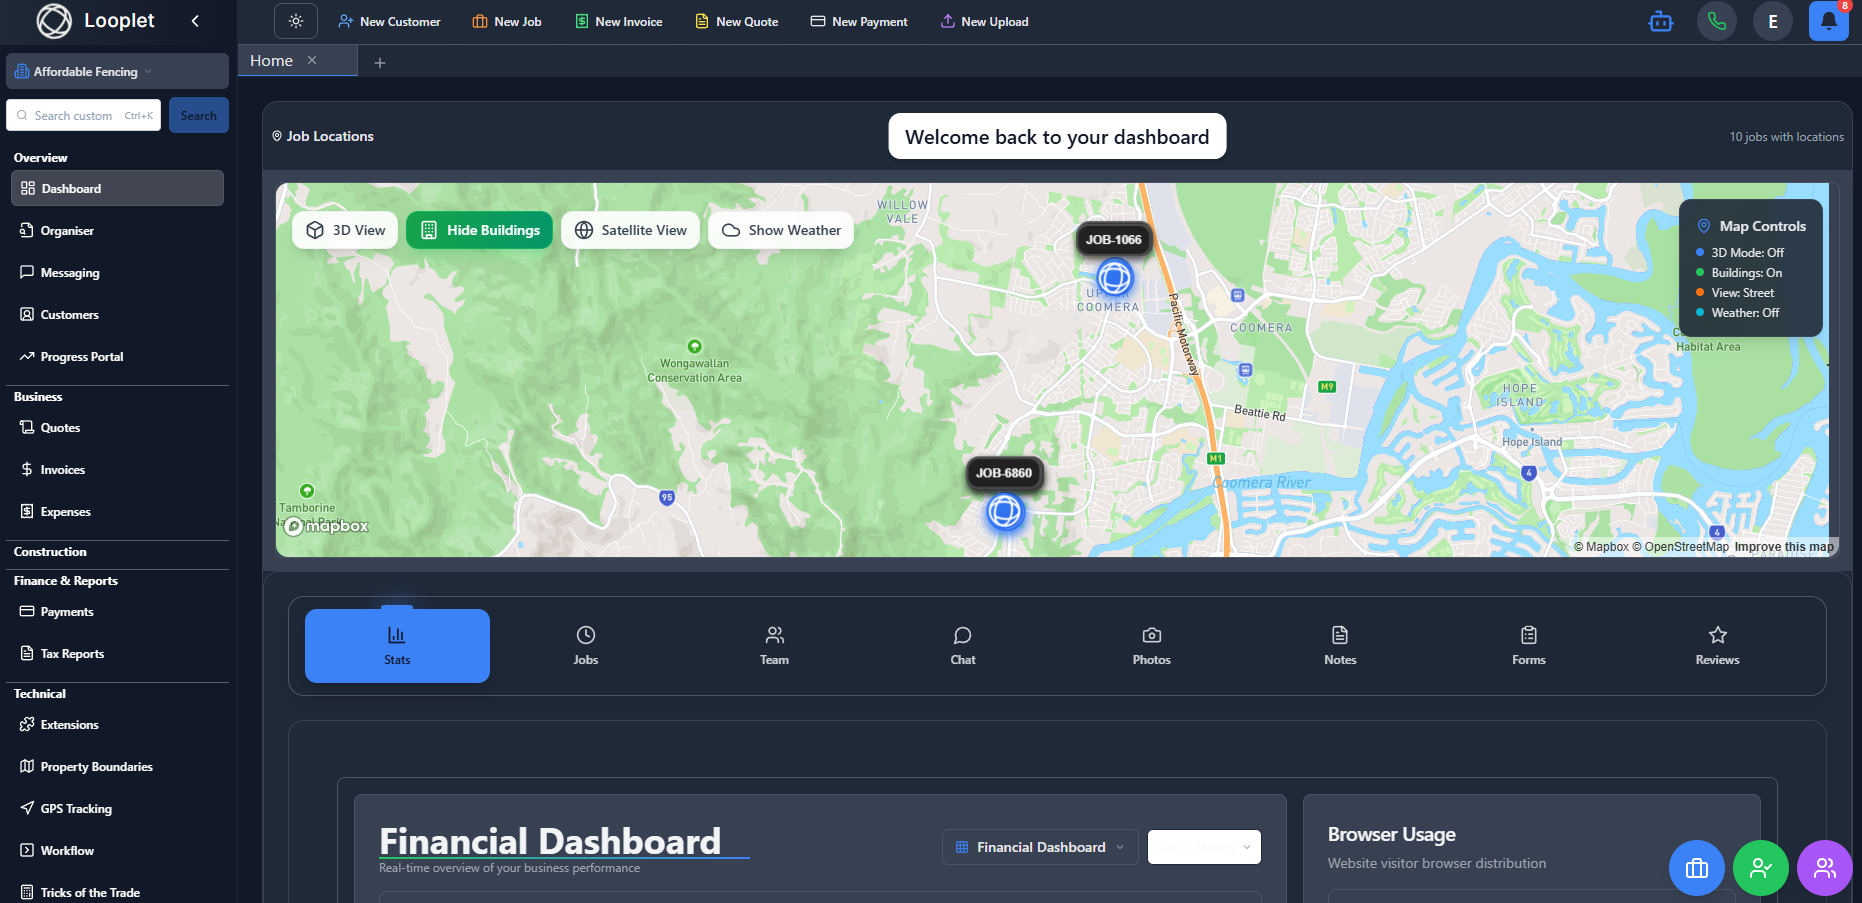 Looplet
New Customer
New Job
New Invoice
New Quote
New Payment
New Upload
E
8
Affordable Fencing
Home
Search custom
Ctrl+K
Search
Overview
Dashboard
Organiser
Messaging
Customers
Progress Portal
Business
Quotes
Invoices
Expenses
Construction
Finance & Reports
Payments
Tax Reports
Technical
Extensions
Property Boundaries
GPS Tracking
Workflow
Tricks of the Trade
Job Locations
Welcome back to your dashboard
10 jobs with locations
3D View
Hide Buildings
Satellite View
Show Weather
WILLOW
VALE
JOB-1066
UPPER
COOMERA
COOMERA
Pacific Motorway
Map Controls
3D Mode: Off
Buildings: On
View: Street
Weather: Off
Habitat Area
Wongawallan
Conservation Area
M9
HOPE
ISLAND
Beattie Rd
Hope Island
M1
4
JOB-6860
Coomera River
95
Tamborine
mapbox
4
© Mapbox © OpenStreetMap Improve this map
Stats
Jobs
Team
Chat
Photos
Notes
Forms
Reviews
Financial Dashboard
Real-time overview of your business performance
Financial Dashboard
Browser Usage
Website visitor browser distribution